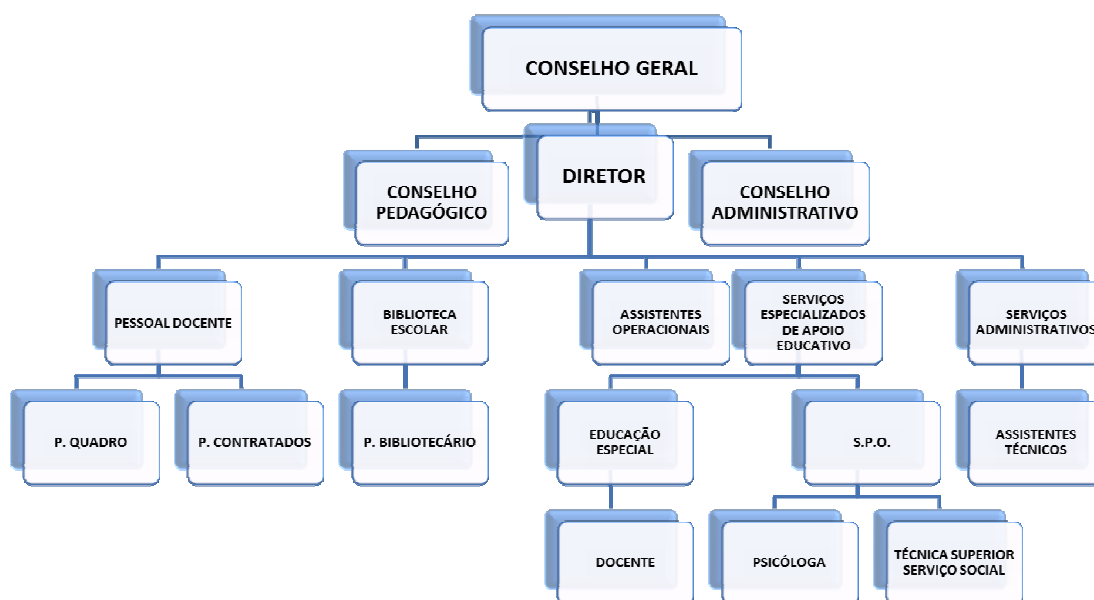 CONSELHO GERAL
CONSELHO
PEDAGÓGICO
DIRETOR
CONSELHO
ADMINISTRATIVO
PESSOAL DOCENTE
BIBLIOTECA
ESCOLAR
ASSISTENTES
OPERACIONAIS
SERVIÇOS
ESPECIALIZADOS
DE APOIO
EDUCATIVO
SERVIÇOS
ADMINISTRATIVOS
P. QUADRO
P. CONTRATADOS
P. BIBLIOTECÁRIO
EDUCAÇÃO
ESPECIAL
S.P.O.
ASSISTENTES
TÉCNICOS
DOCENTE
PSICÓLOGA
TÉCNICA SUPERIOR
SERVIÇO SOCIAL